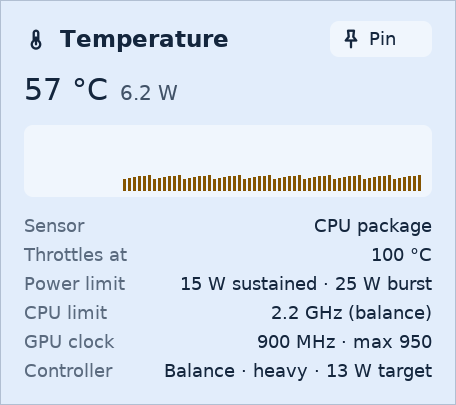 Temperature
Pin
57 °C 6.2 W
Sensor CPU package
Throttles at 100 °C
Power limit 15 W sustained · 25 W burst
CPU limit 2.2 GHz (balance)
GPU clock 900 MHz · max 950
Controller Balance · heavy · 13 W target